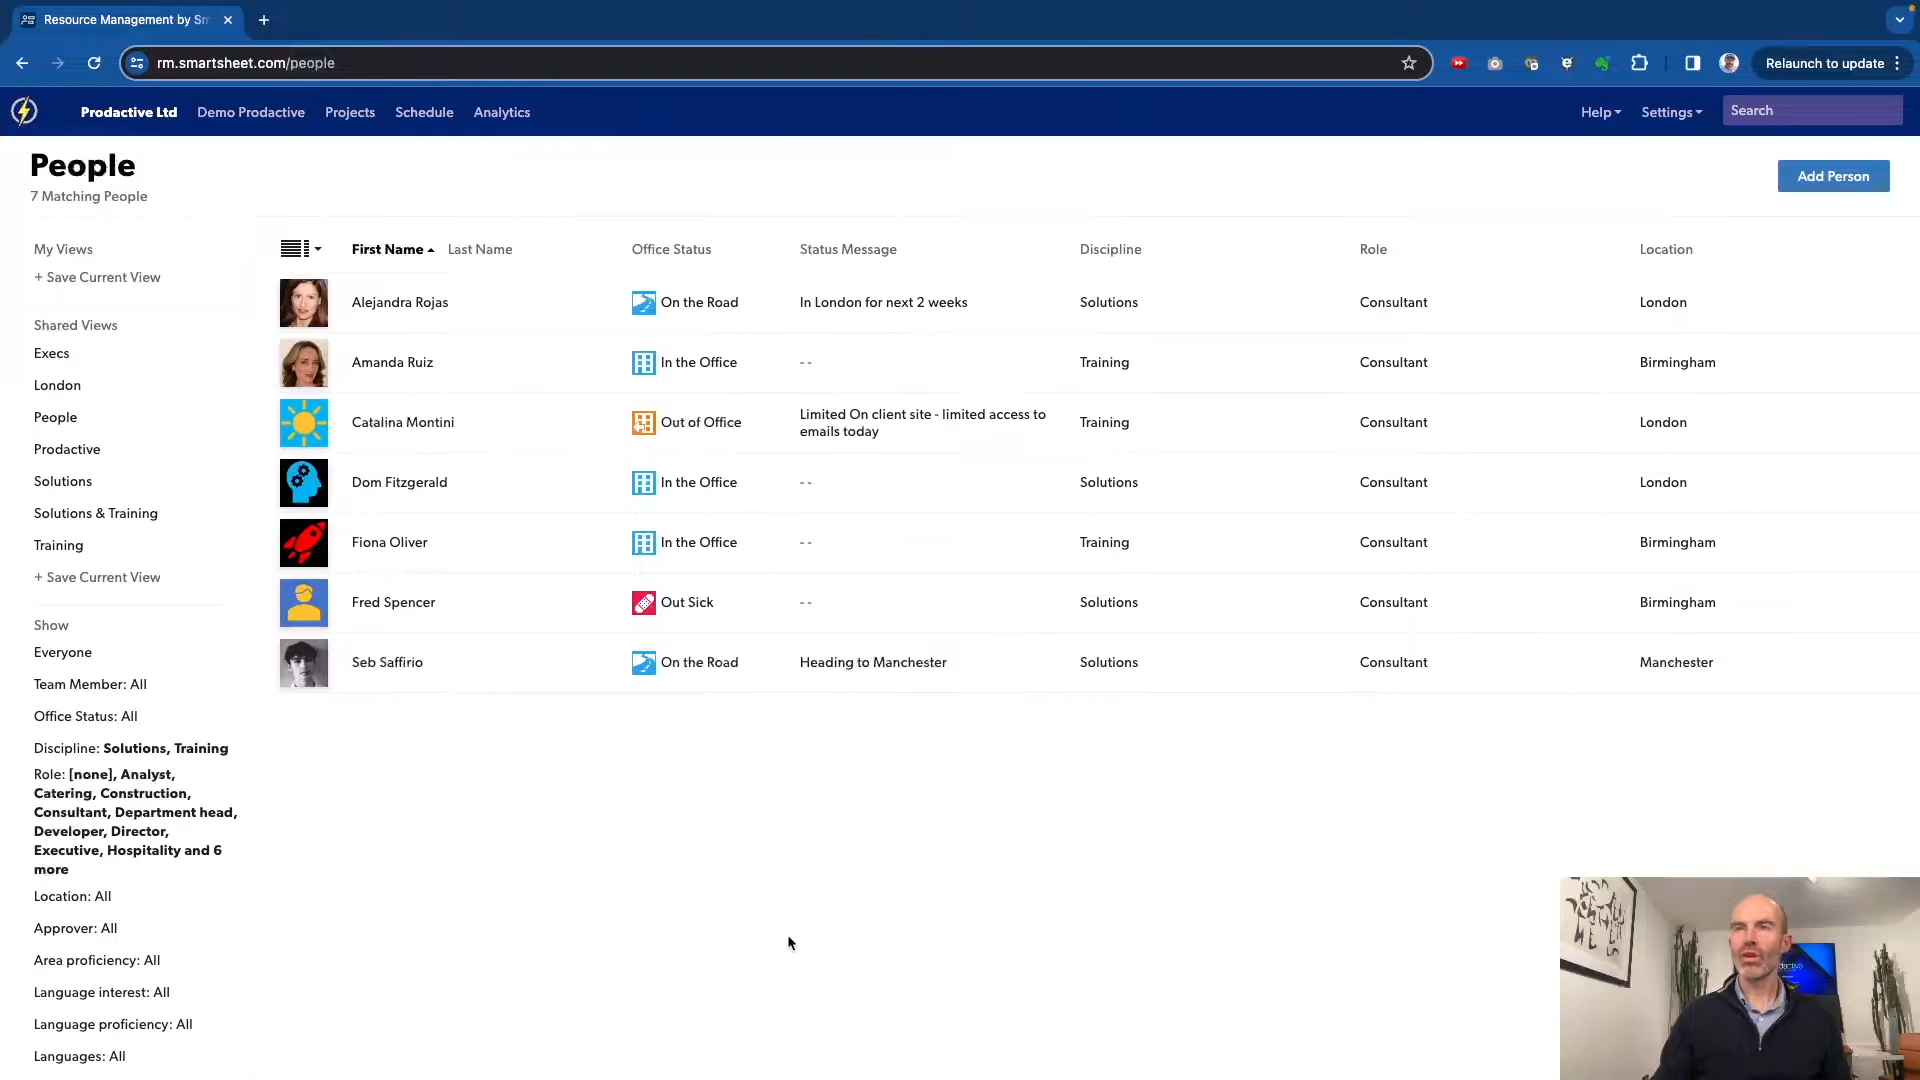 Resource Management by Sm
rm.smartsheet.com/people
Relaunch to update
Prodactive Ltd Demo Prodactive Projects Schedule Analytics
Help Settings Search
People
7 Matching People
Add Person
My Views
+ Save Current View
Shared Views
Execs
London
People
Prodactive
Solutions
Solutions & Training
Training
+ Save Current View
Show
Everyone
Team Member: All
Office Status: All
Discipline: Solutions, Training
Role: [none], Analyst,
Catering, Construction,
Consultant, Department head,
Developer, Director,
Executive, Hospitality and 6
more
Location: All
Approver: All
Area proficiency: All
Language interest: All
Language proficiency: All
Languages: All
First Name Last Name Office Status Status Message Discipline Role Location
Alejandra Rojas On the Road In London for next 2 weeks Solutions Consultant London
Amanda Ruiz In the Office -- Training Consultant Birmingham
Catalina Montini Out of Office Limited On client site - limited access to
emails today Training Consultant London
Dom Fitzgerald In the Office -- Solutions Consultant London
Fiona Oliver In the Office -- Training Consultant Birmingham
Fred Spencer Out Sick -- Solutions Consultant Birmingham
Seb Saffirio On the Road Heading to Manchester Solutions Consultant Manchester